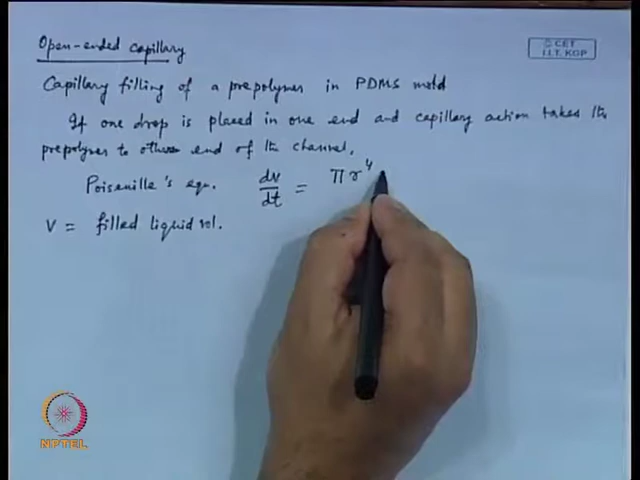 Open-ended capillary
© CET
I.I.T. KGP
Capillary filling of a prepolymer in PDMS mold
If one drop is placed in one end and capillary action takes the
prepolymer to other end of the channel.
Poiseuille's eqn. dv/dt = πr⁴
V = filled liquid vol.
NPTEL